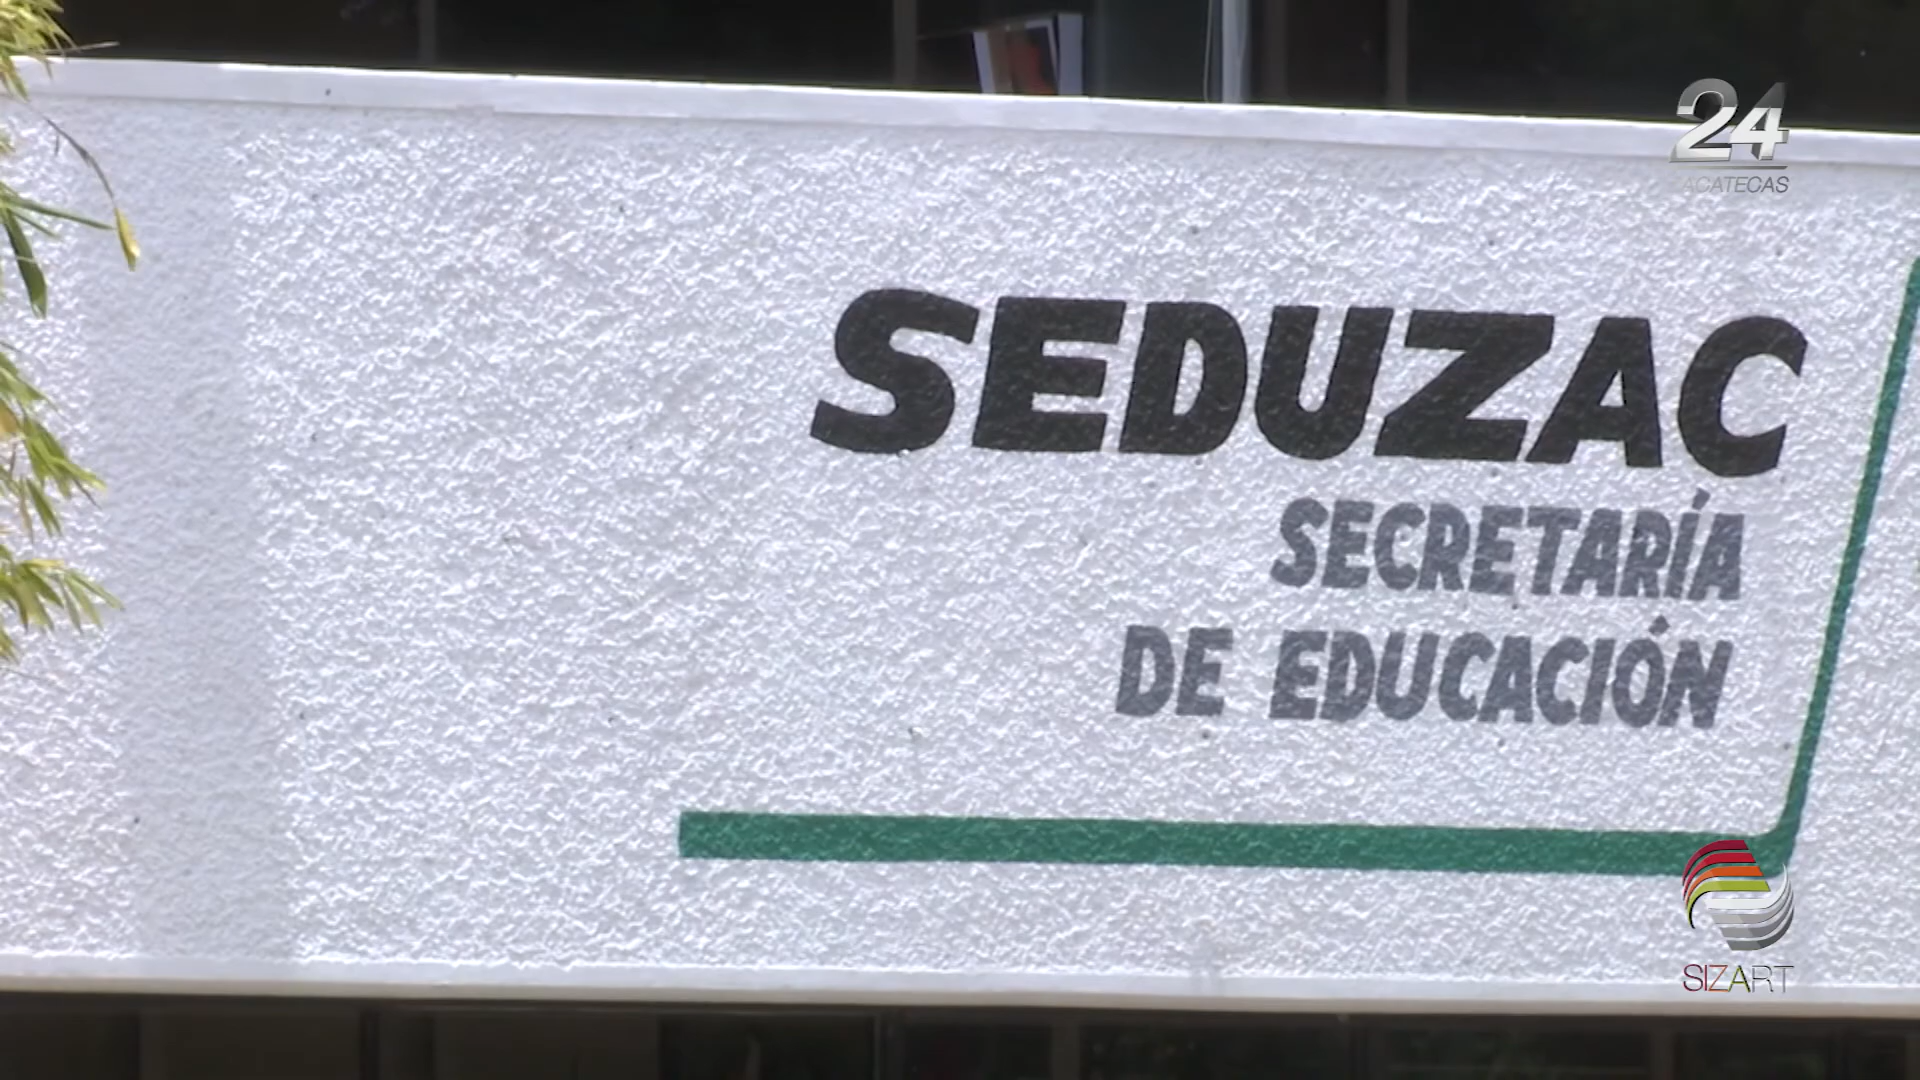 24
ACATECAS
SEDUZAC
SECRETARÍA
DE EDUCACIÓN
SIZART